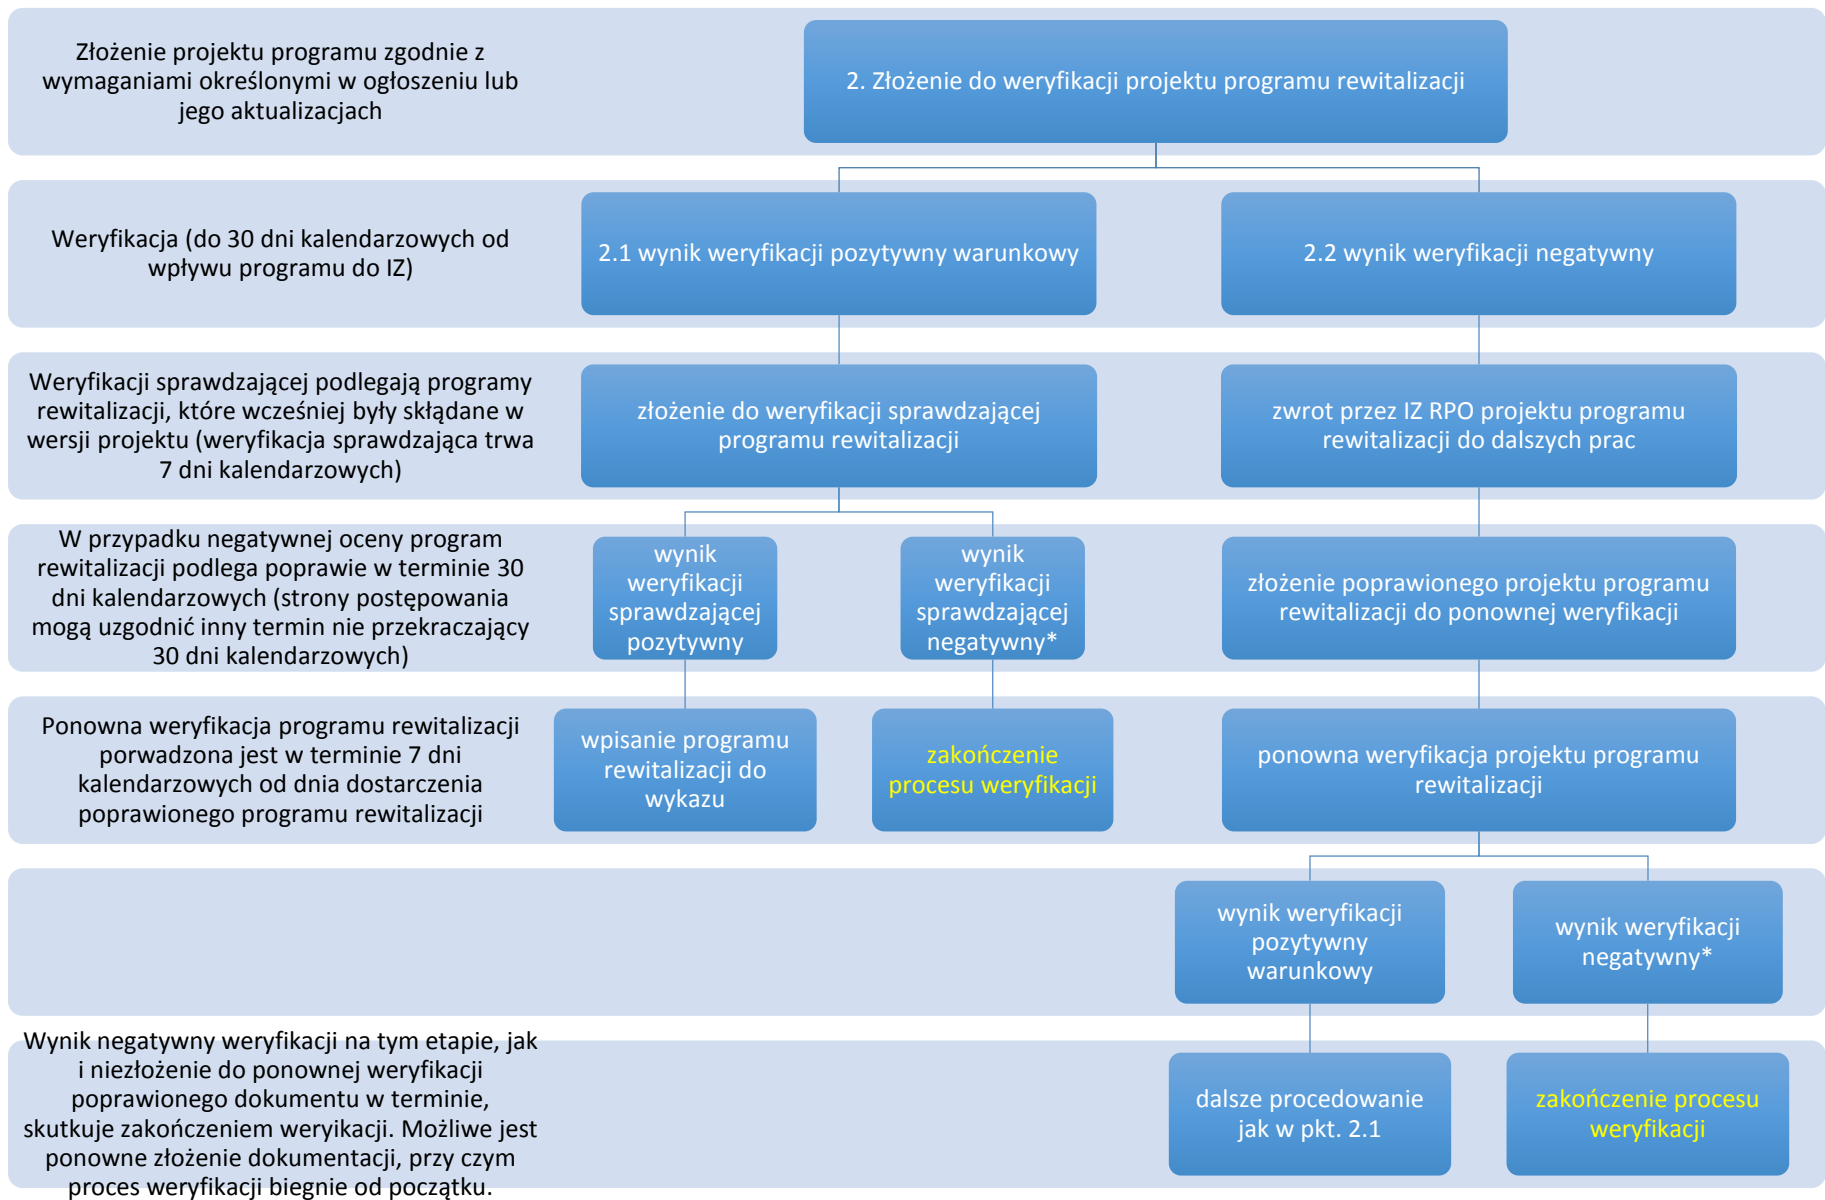 Złożenie projektu programu zgodnie z
wymaganiami określonymi w ogłoszeniu lub
jego aktualizacjach
2. Złożenie do weryfikacji projektu programu rewitalizacji
Weryfikacja (do 30 dni kalendarzowych od
wpływu programu do IZ)
2.1 wynik weryfikacji pozytywny warunkowy
2.2 wynik weryfikacji negatywny
Weryfikacji sprawdzającej podlegają programy
rewitalizacji, które wcześniej były skłądane w
wersji projektu (weryfikacja sprawdzająca trwa
7 dni kalendarzowych)
złożenie do weryfikacji sprawdzającej
programu rewitalizacji
zwrot przez IZ RPO projektu programu
rewitalizacji do dalszych prac
W przypadku negatywnej oceny program
rewitalizacji podlega poprawie w terminie 30
dni kalendarzowych (strony postępowania
mogą uzgodnić inny termin nie przekraczający
30 dni kalendarzowych)
wynik
weryfikacji
sprawdzającej
pozytywny
wynik
weryfikacji
sprawdzającej
negatywny*
złożenie poprawionego projektu programu
rewitalizacji do ponownej weryfikacji
Ponowna weryfikacja programu rewitalizacji
porwadzona jest w terminie 7 dni
kalendarzowych od dnia dostarczenia
poprawionego programu rewitalizacji
wpisanie programu
rewitalizacji do
wykazu
zakończenie
procesu weryfikacji
ponowna weryfikacja projektu programu
rewitalizacji
wynik weryfikacji
pozytywny
warunkowy
wynik weryfikacji
negatywny*
Wynik negatywny weryfikacji na tym etapie, jak
i niezłożenie do ponownej weryfikacji
poprawionego dokumentu w terminie,
skutkuje zakończeniem weryikacji. Możliwe jest
ponowne złożenie dokumentacji, przy czym
proces weryfikacji biegnie od początku.
dalsze procedowanie
jak w pkt. 2.1
zakończenie procesu
weryfikacji